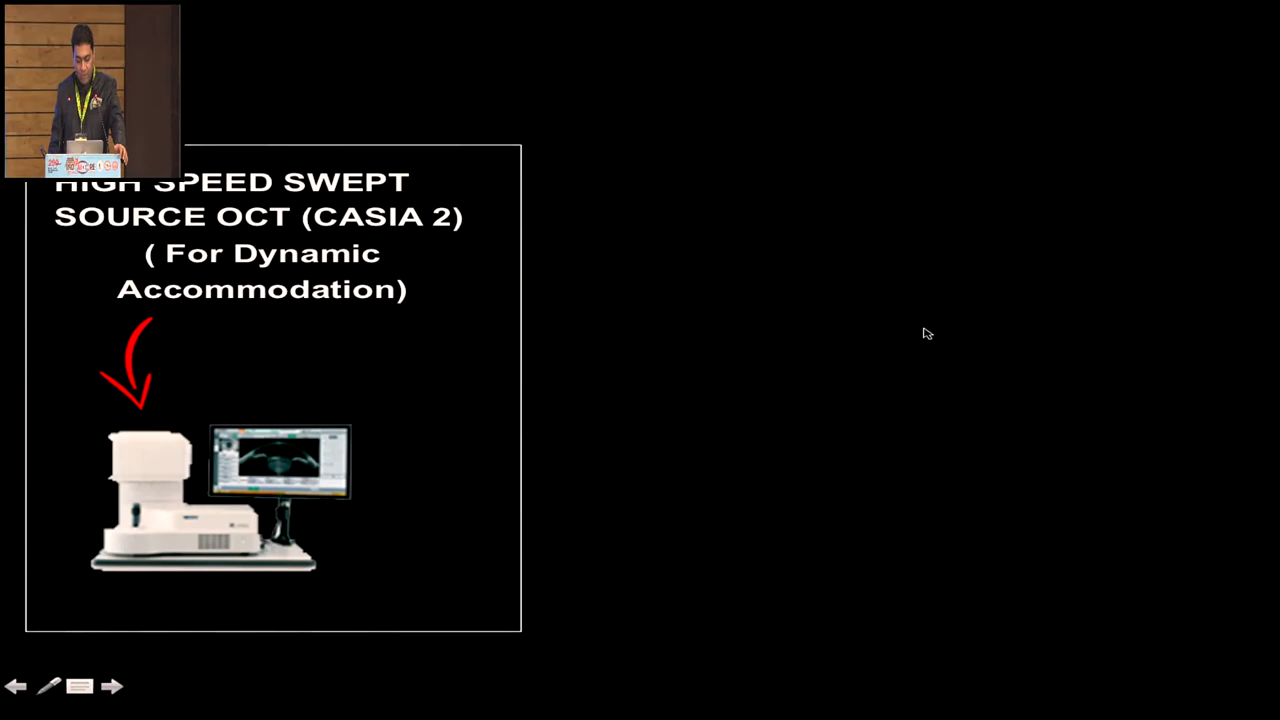 HIGH SPEED SWEPT
SOURCE OCT (CASIA 2)
( For Dynamic
Accommodation)